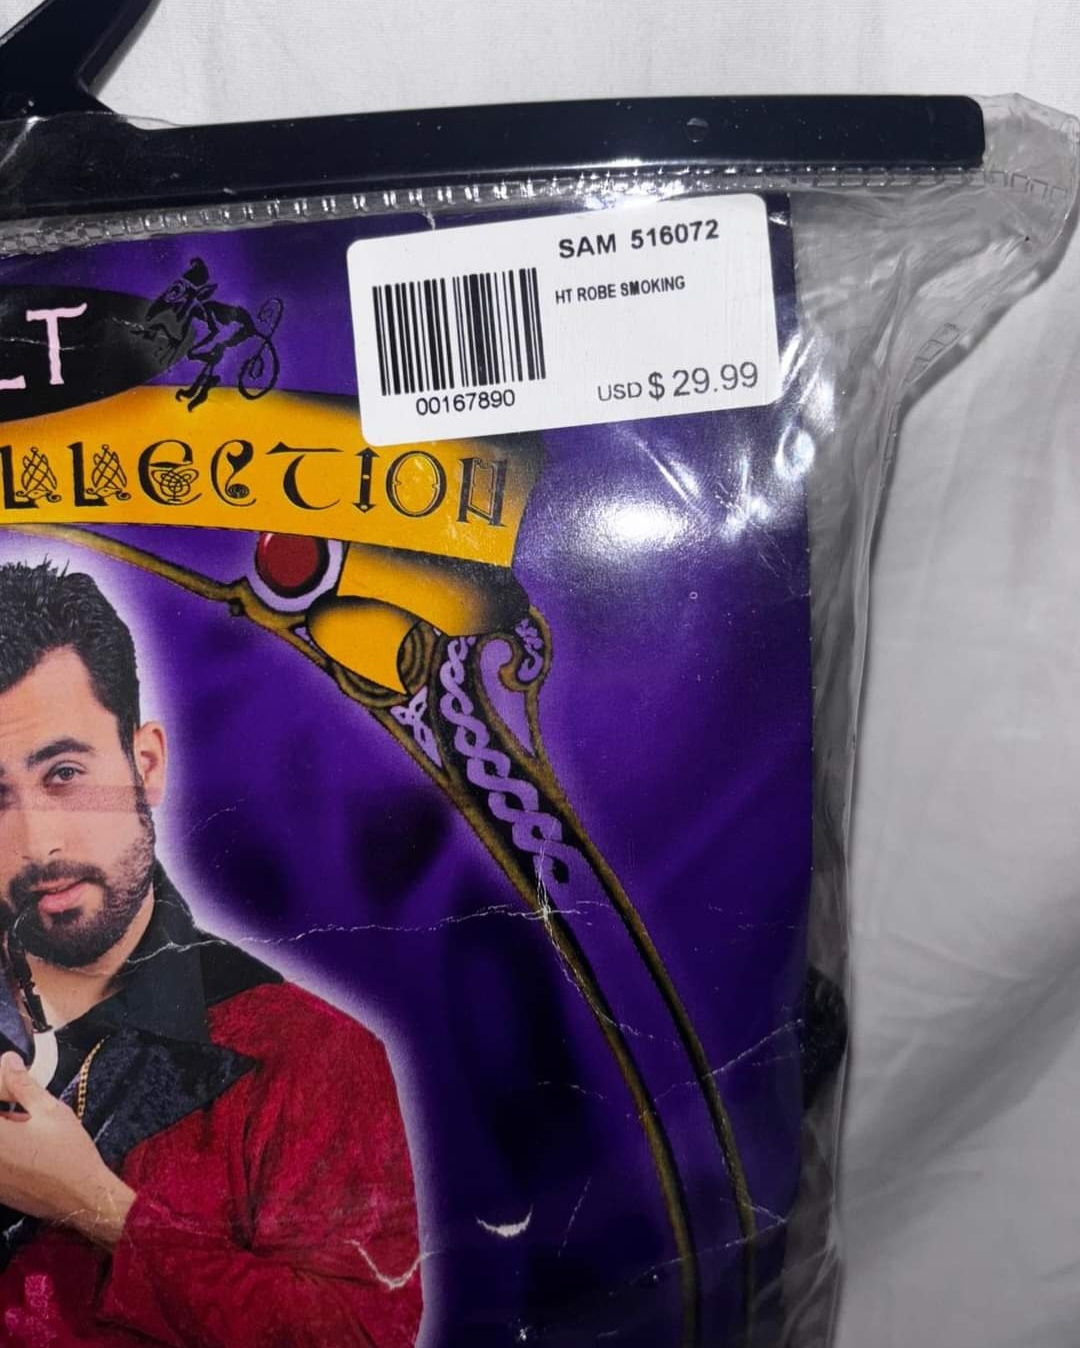 SAM 516072
HT ROBE SMOKING
00167890
USD $ 29.99
LT
LLECTION